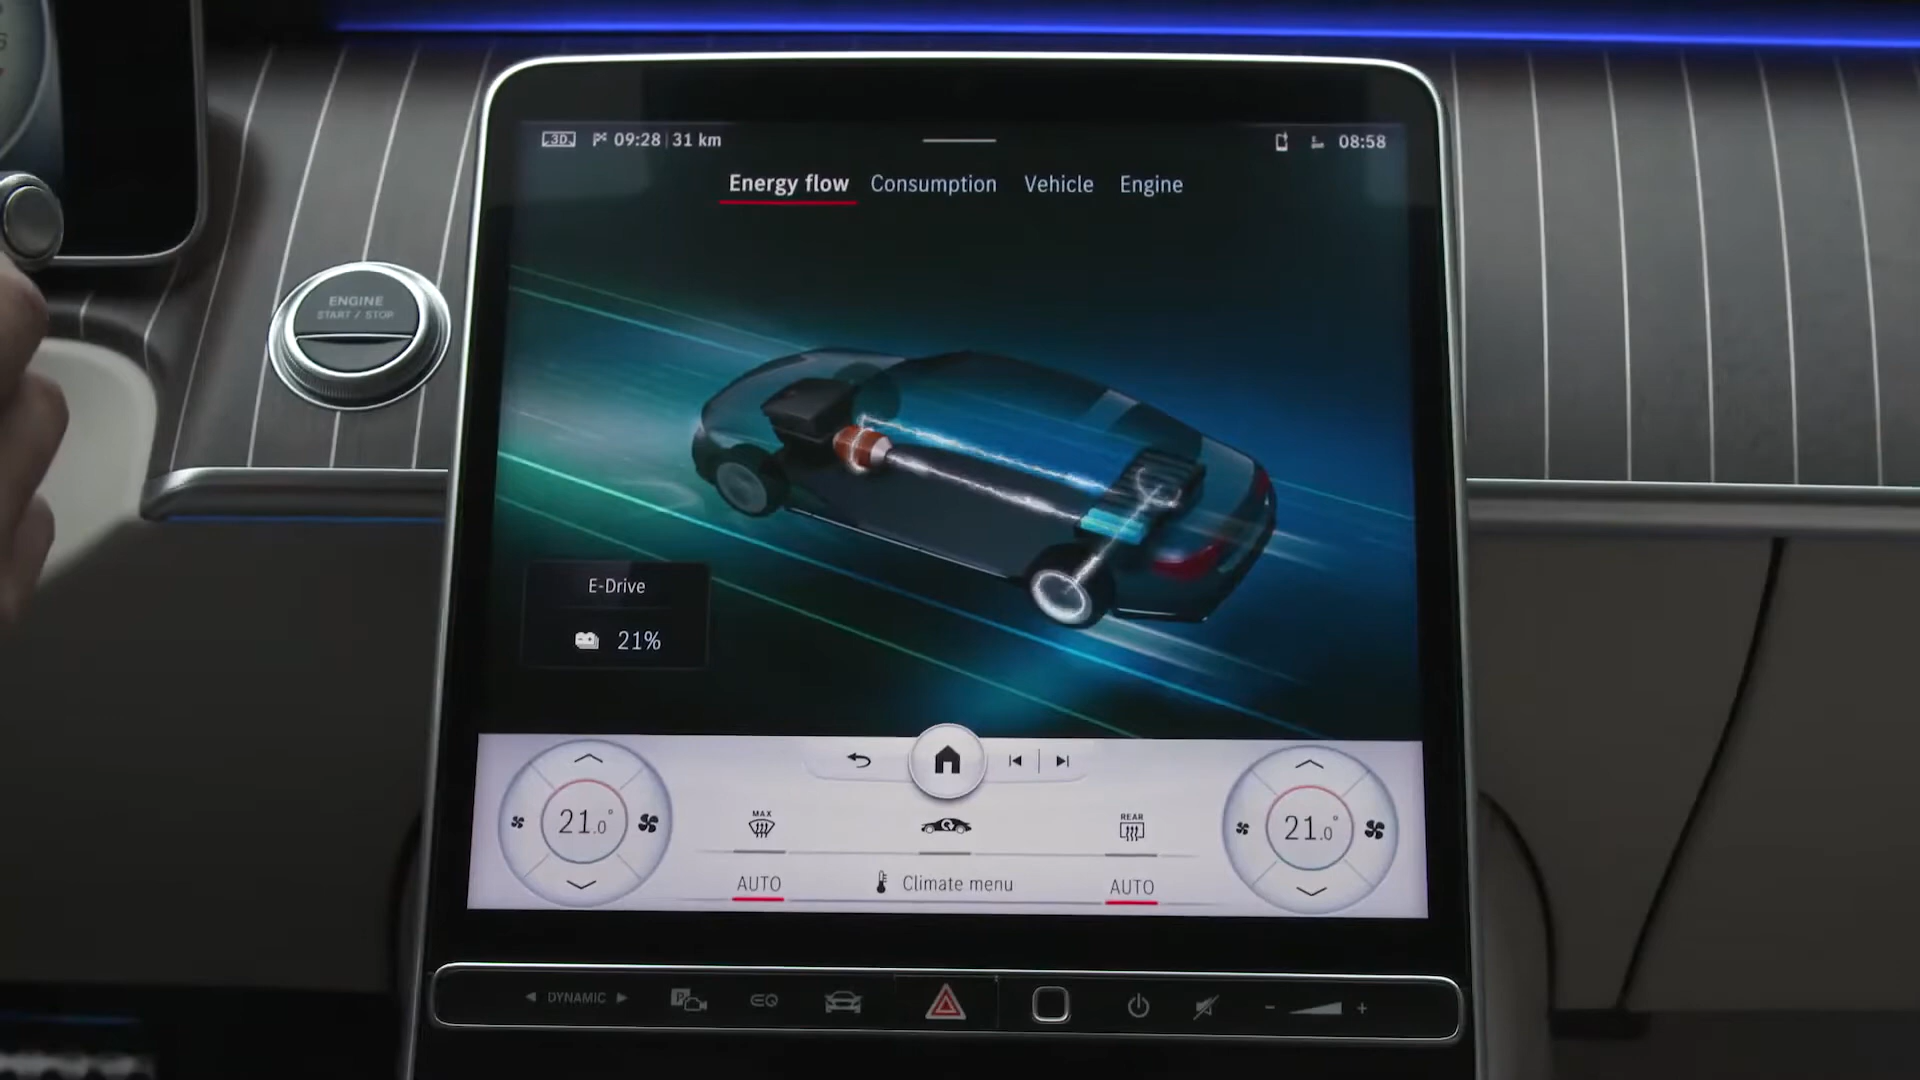 3D 09:28 31 km 08:58
Energy flow Consumption Vehicle Engine
ENGINE
START / STOP
E-Drive
21%
21.0° 21.0°
MAX REAR
AUTO Climate menu AUTO
DYNAMIC P EQ - +